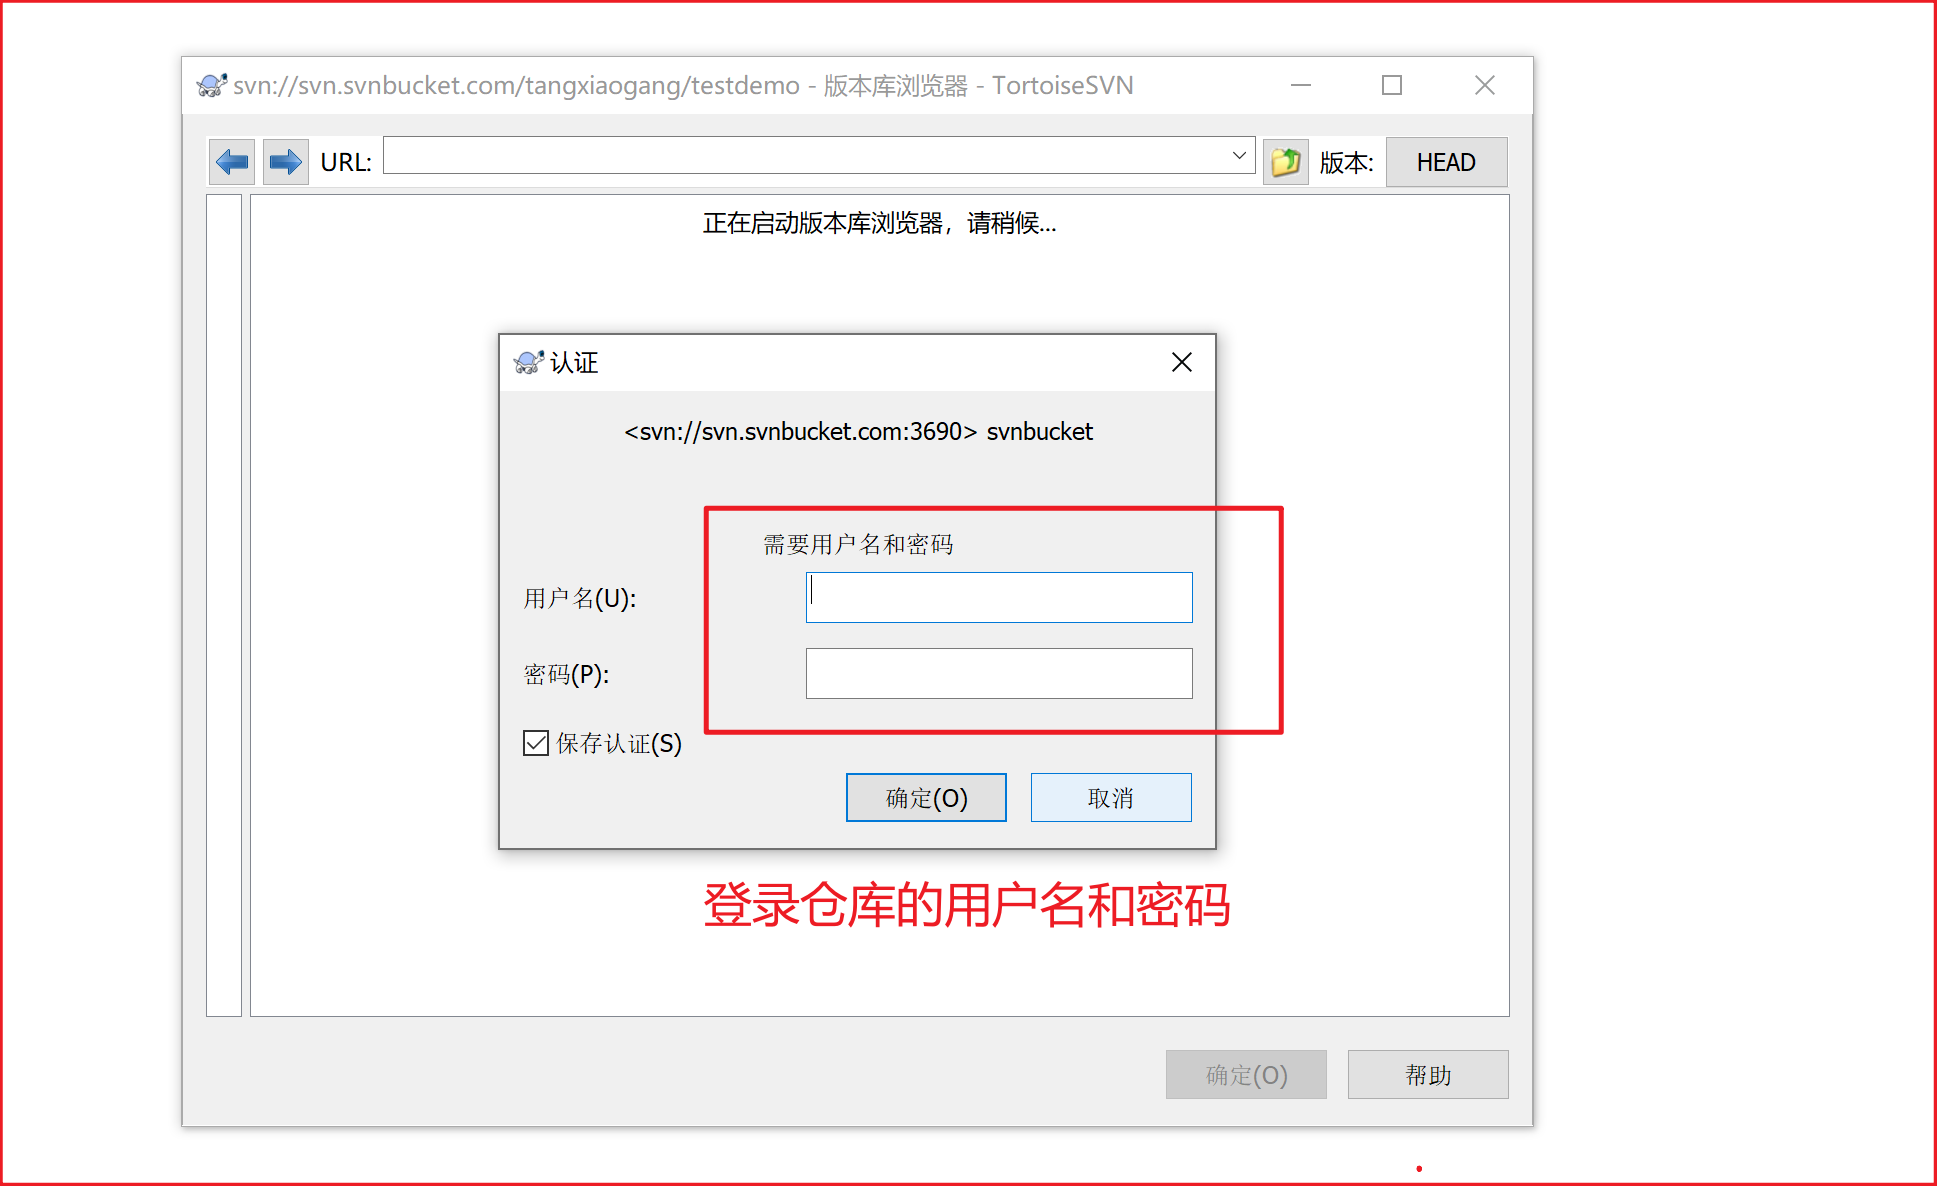 svn://svn.svnbucket.com/tangxiaogang/testdemo - 版本库浏览器 - TortoiseSVN
URL:
版本:
HEAD
正在启动版本库浏览器，请稍候...
认证
<svn://svn.svnbucket.com:3690> svnbucket
需要用户名和密码
用户名(U):
密码(P):
保存认证(S)
确定(O)
取消
登录仓库的用户名和密码
确定(O)
帮助